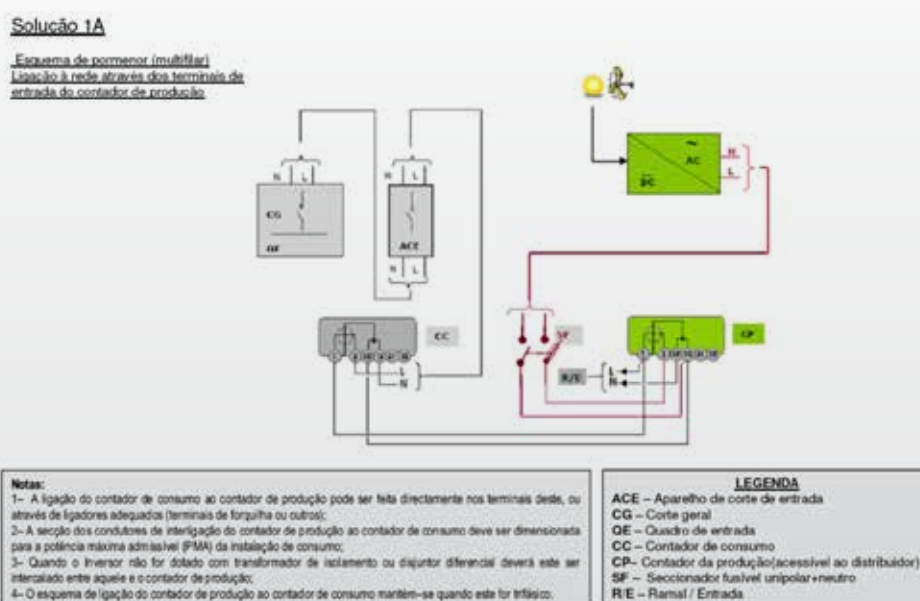 Solução 1A
Esquema de pormenor (multifilar)
Ligação à rede através dos terminais de
entrada do contador de produção
N L
CG
N L
ACE
N L
~
AC
DC
N
L
CC
L
N
SF
R/E
L
N
CP
Notas:
1– A ligação do contador de consumo ao contador de produção pode ser feita directamente nos terminais deste, ou
através de ligadores adequados (terminais de forquilha ou outros);
2– A secção dos condutores de interligação do contador de produção ao contador de consumo deve ser dimensionada
para a potência máxima admissível (PMA) da instalação de consumo;
3– Quando o Inversor não for dotado com transformador de isolamento ou disjuntor diferencial deverá este ser
intercalado entre aquele e o contador de produção;
4– O esquema de ligação do contador de produção ao contador de consumo mantém–se quando este for trifásico.
LEGENDA
ACE – Aparelho de corte de entrada
CG – Corte geral
QE – Quadro de entrada
CC – Contador de consumo
CP– Contador da produção(acessível ao distribuidor)
SF – Seccionador fusível unipolar+neutro
R/E – Ramal / Entrada